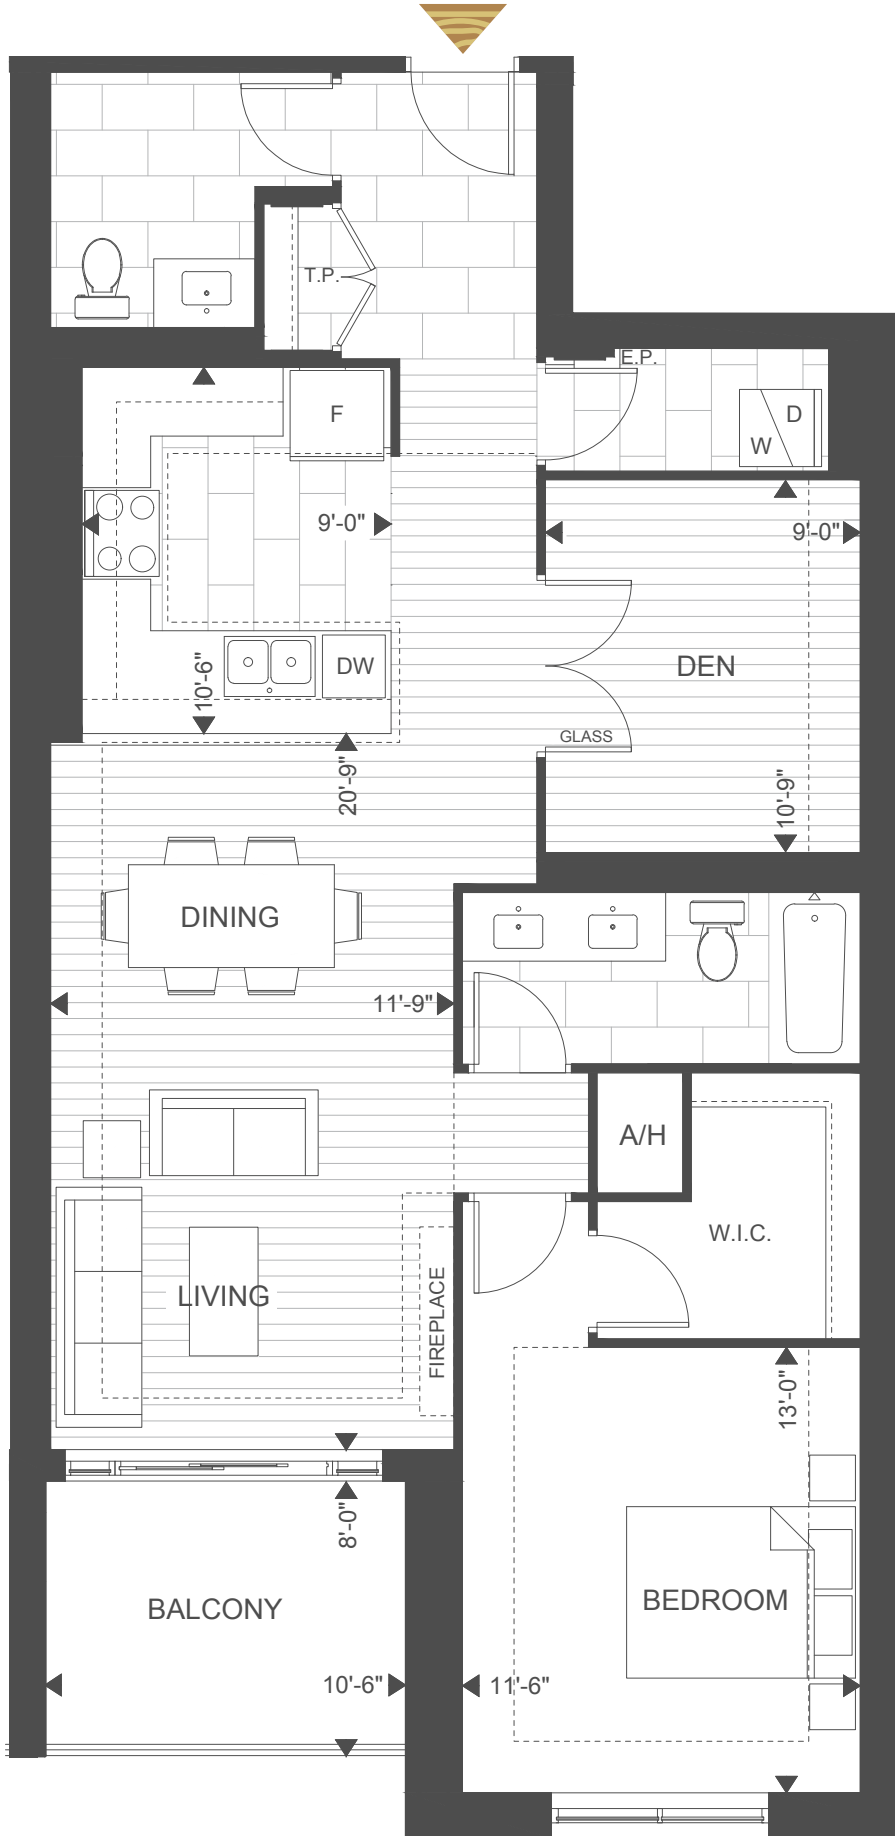 T.P.
E.P.
F
D
W
9'-0"
9'-0"
10'-6"
DW
DEN
GLASS
20'-9"
10'-9"
DINING
11'-9"
A/H
W.I.C.
LIVING
FIREPLACE
13'-0"
8'-0"
BALCONY
BEDROOM
10'-6"
11'-6"